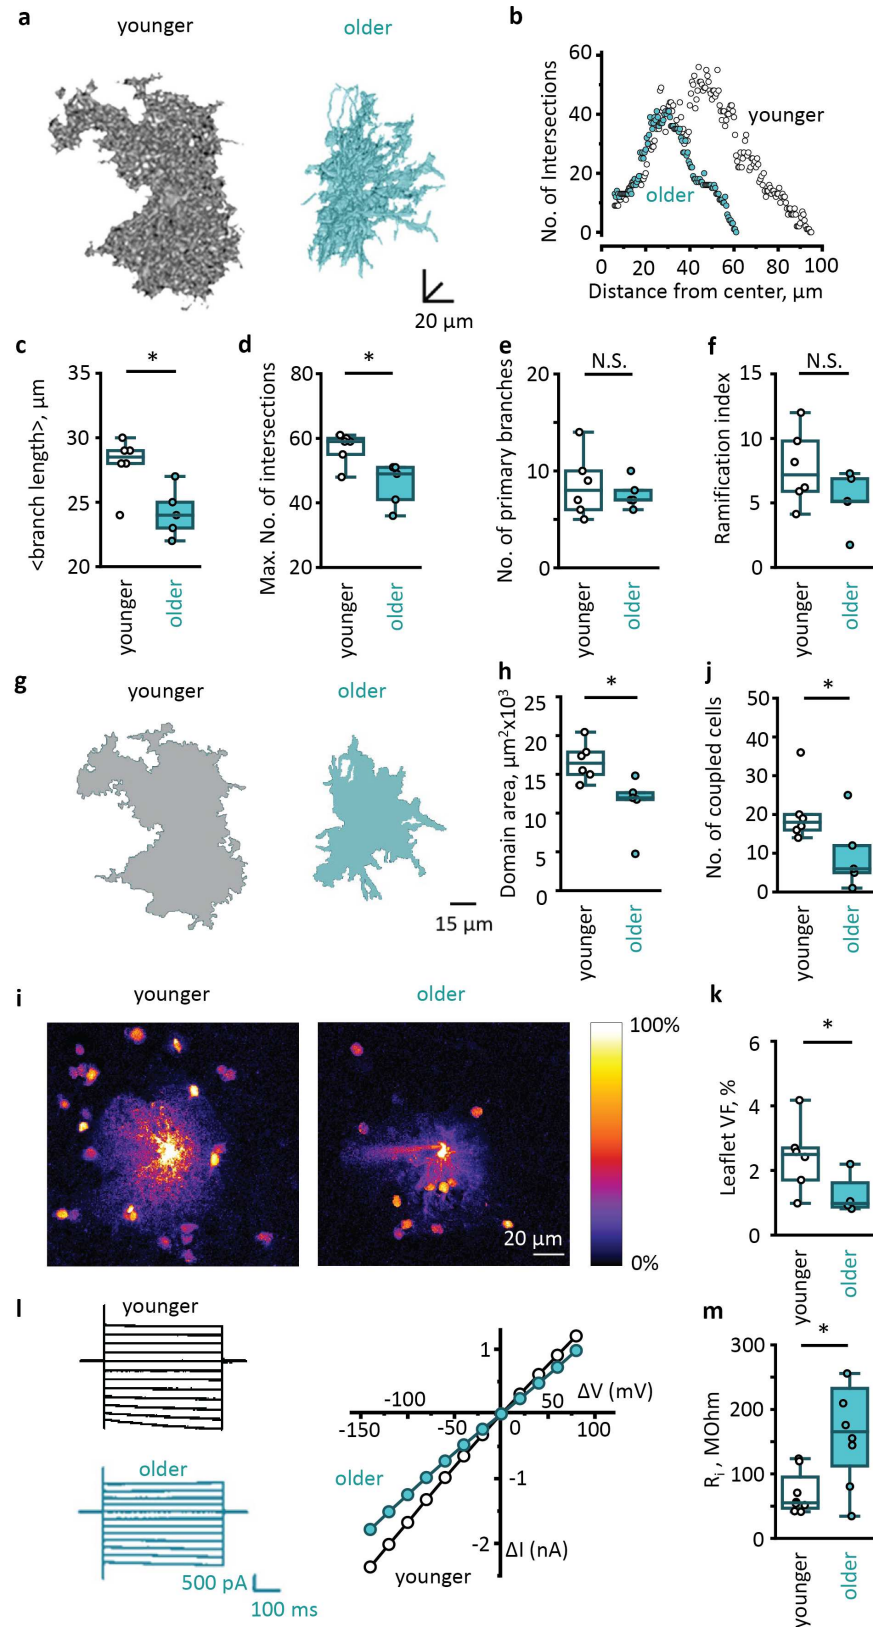 a
younger
older
20 µm
b
No. of Intersections
60
40
20
0
younger
older
0 20 40 60 80 100
Distance from center, µm
c
<branch length>, µm
35
30
25
20
*
younger
older
d
Max. No. of intersections
80
60
40
20
*
younger
older
e
No. of primary branches
20
10
0
N.S.
younger
older
f
Ramification index
15
10
5
0
N.S.
younger
older
g
younger
older
15 µm
h
Domain area, µm²x10³
25
20
15
10
5
0
*
younger
older
j
No. of coupled cells
50
40
30
20
10
0
*
younger
older
i
younger
older
20 µm
100%
0%
k
Leaflet VF, %
6
4
2
0
*
younger
older
l
younger
older
500 pA
100 ms
1
ΔV (mV)
-100
50
-150 -50 0 100
older
-1
-2
ΔI (nA)
younger
m
Ri , MOhm
300
200
100
0
*
younger
older